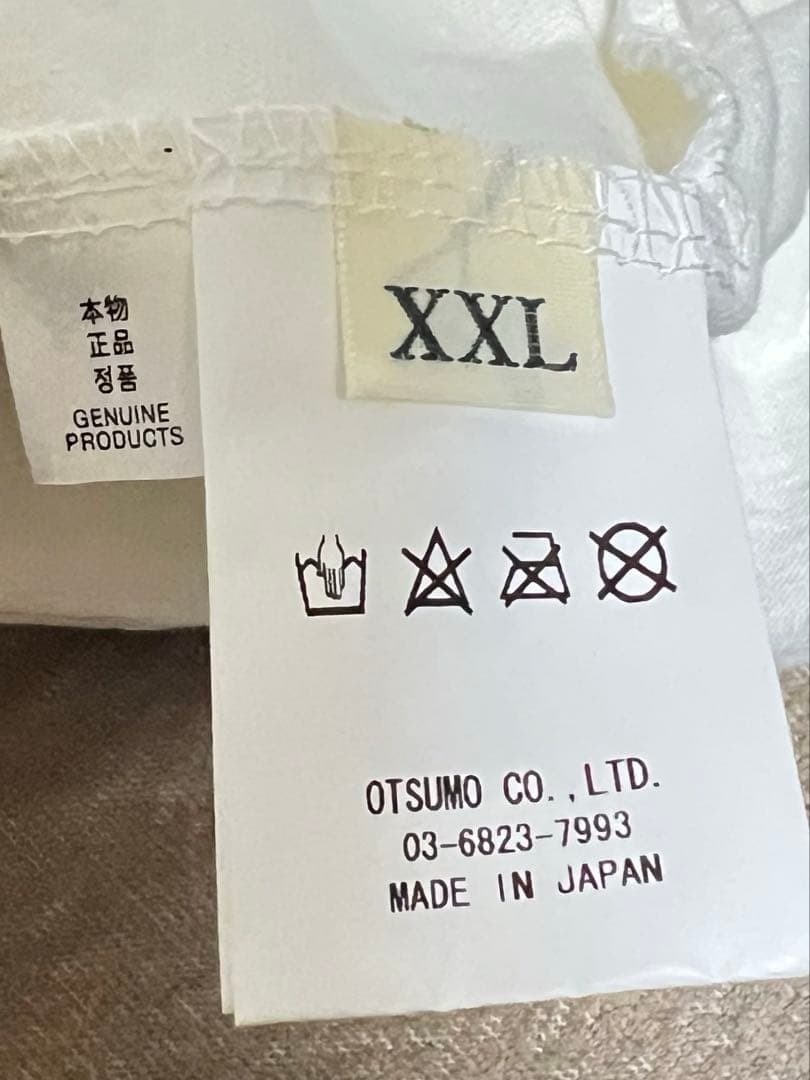 本物
正品
정품
GENUINE
PRODUCTS
XXL
OTSUMO CO.,LTD.
03-6823-7993
MADE IN JAPAN